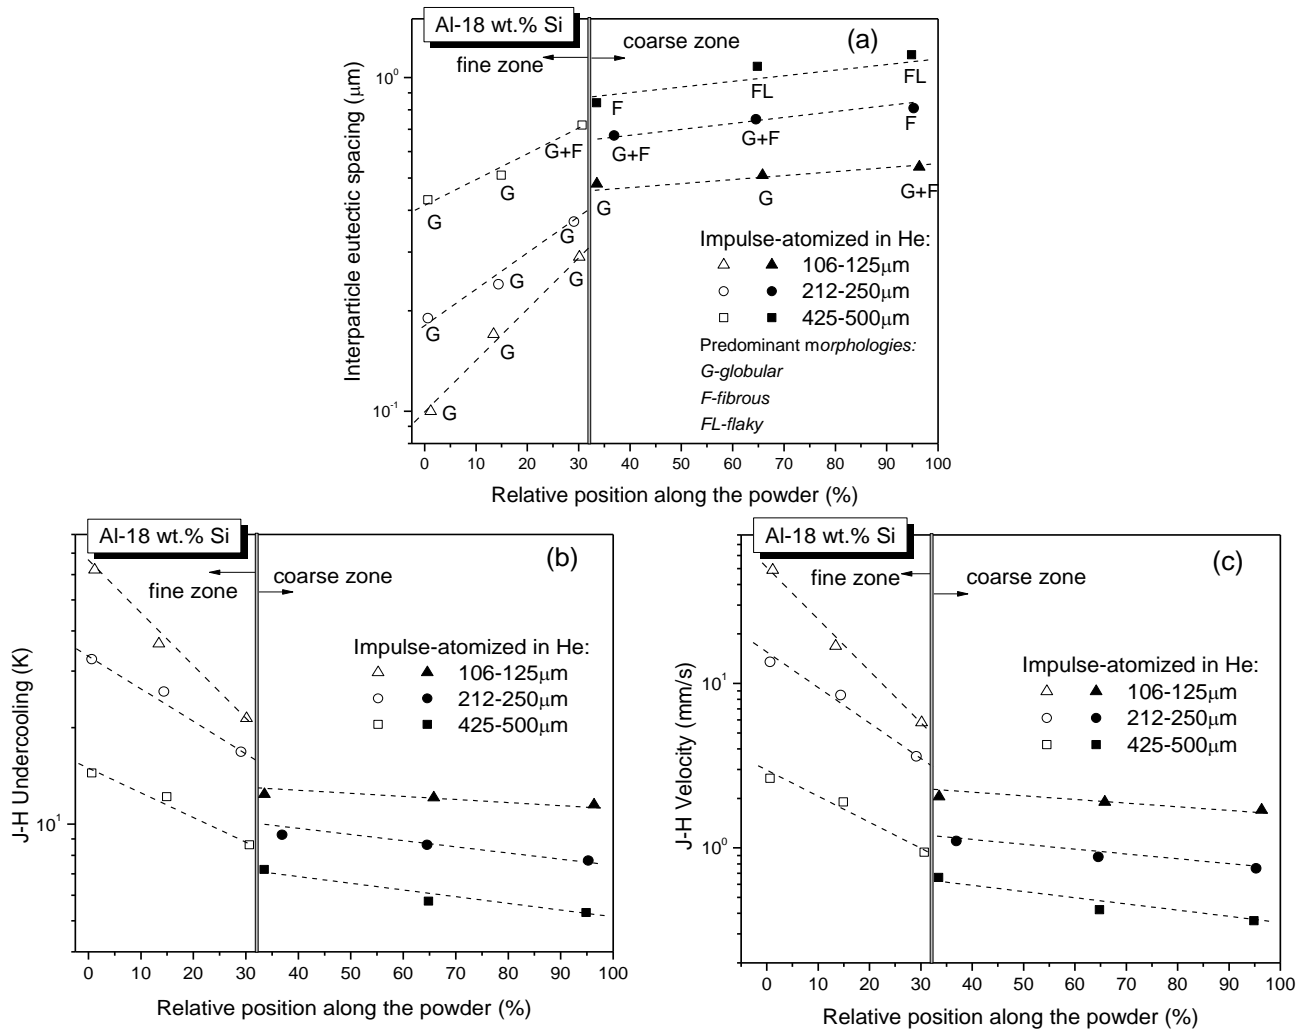 Al-18 wt.% Si
(a)
coarse zone
fine zone
Interparticle eutectic spacing (μm)
10⁰
10⁻¹
F
FL
FL
G+F
G+F
G+F
F
G
G
G
G
G+F
G
G
G
G
G
G
G
Impulse-atomized in He:
106-125μm
212-250μm
425-500μm
Predominant morphologies:
G-globular
F-fibrous
FL-flaky
0 10 20 30 40 50 60 70 80 90 100
Relative position along the powder (%)
Al-18 wt.% Si
(b)
fine zone
coarse zone
J-H Undercooling (K)
10¹
Impulse-atomized in He:
106-125μm
212-250μm
425-500μm
0 10 20 30 40 50 60 70 80 90 100
Relative position along the powder (%)
Al-18 wt.% Si
(c)
fine zone
coarse zone
J-H Velocity (mm/s)
10¹
10⁰
Impulse-atomized in He:
106-125μm
212-250μm
425-500μm
0 10 20 30 40 50 60 70 80 90 100
Relative position along the powder (%)